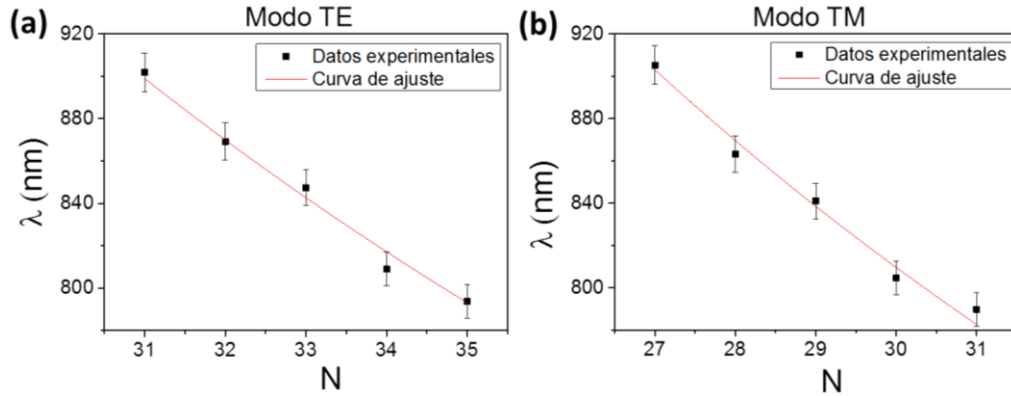 (a)
Modo TE
Datos experimentales
Curva de ajuste
920
880
840
800
λ (nm)
31 32 33 34 35
N
(b)
Modo TM
Datos experimentales
Curva de ajuste
920
880
840
800
λ (nm)
27 28 29 30 31
N